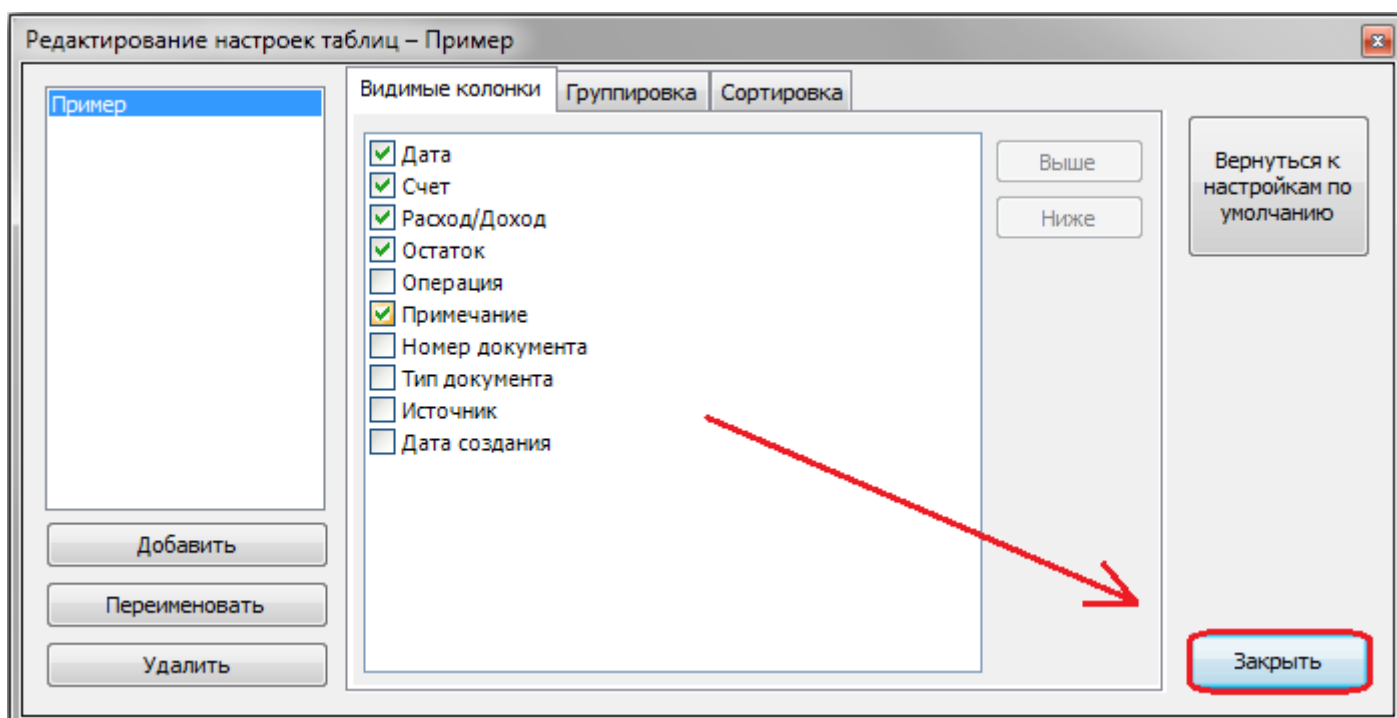 Редактирование настроек таблиц – Пример
Пример
Добавить
Переименовать
Удалить
Видимые колонки Группировка Сортировка
Дата
Счет
Расход/Доход
Остаток
Операция
Примечание
Номер документа
Тип документа
Источник
Дата создания
Выше
Ниже
Вернуться к
настройкам по
умолчанию
Закрыть